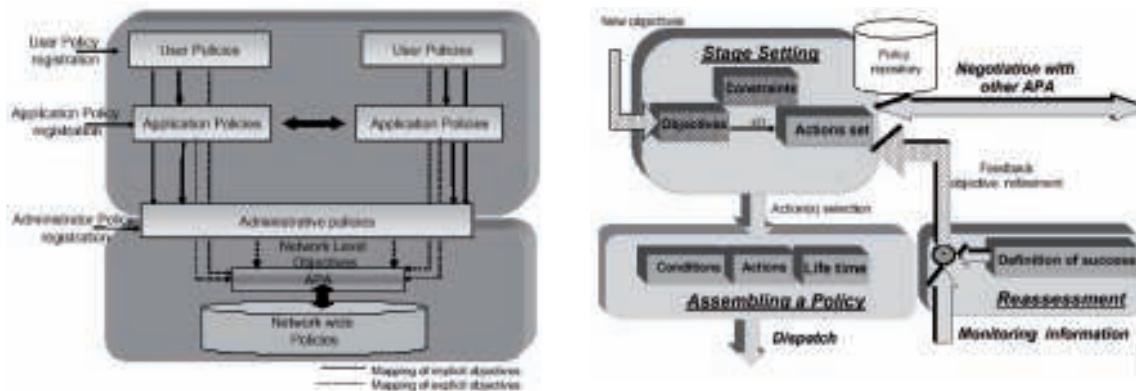 User Policy
registration
User Policies
User Policies
Application Policy
registration
Application Policies
Application Policies
Administrator Policy
registration
Administrative policies
Network Level
Objectives
APA
Network wide
Policies
Mapping of implicit objectives
Mapping of explicit objectives
New objectives
Stage Setting
Policy
repository
Constraints
Objectives
Actions set
Negotiation with
other APA
Feedback
objective refinement
Action(s) selection
Conditions
Actions
Life time
Assembling a Policy
Dispatch
Definition of success
Reassessment
Monitoring information